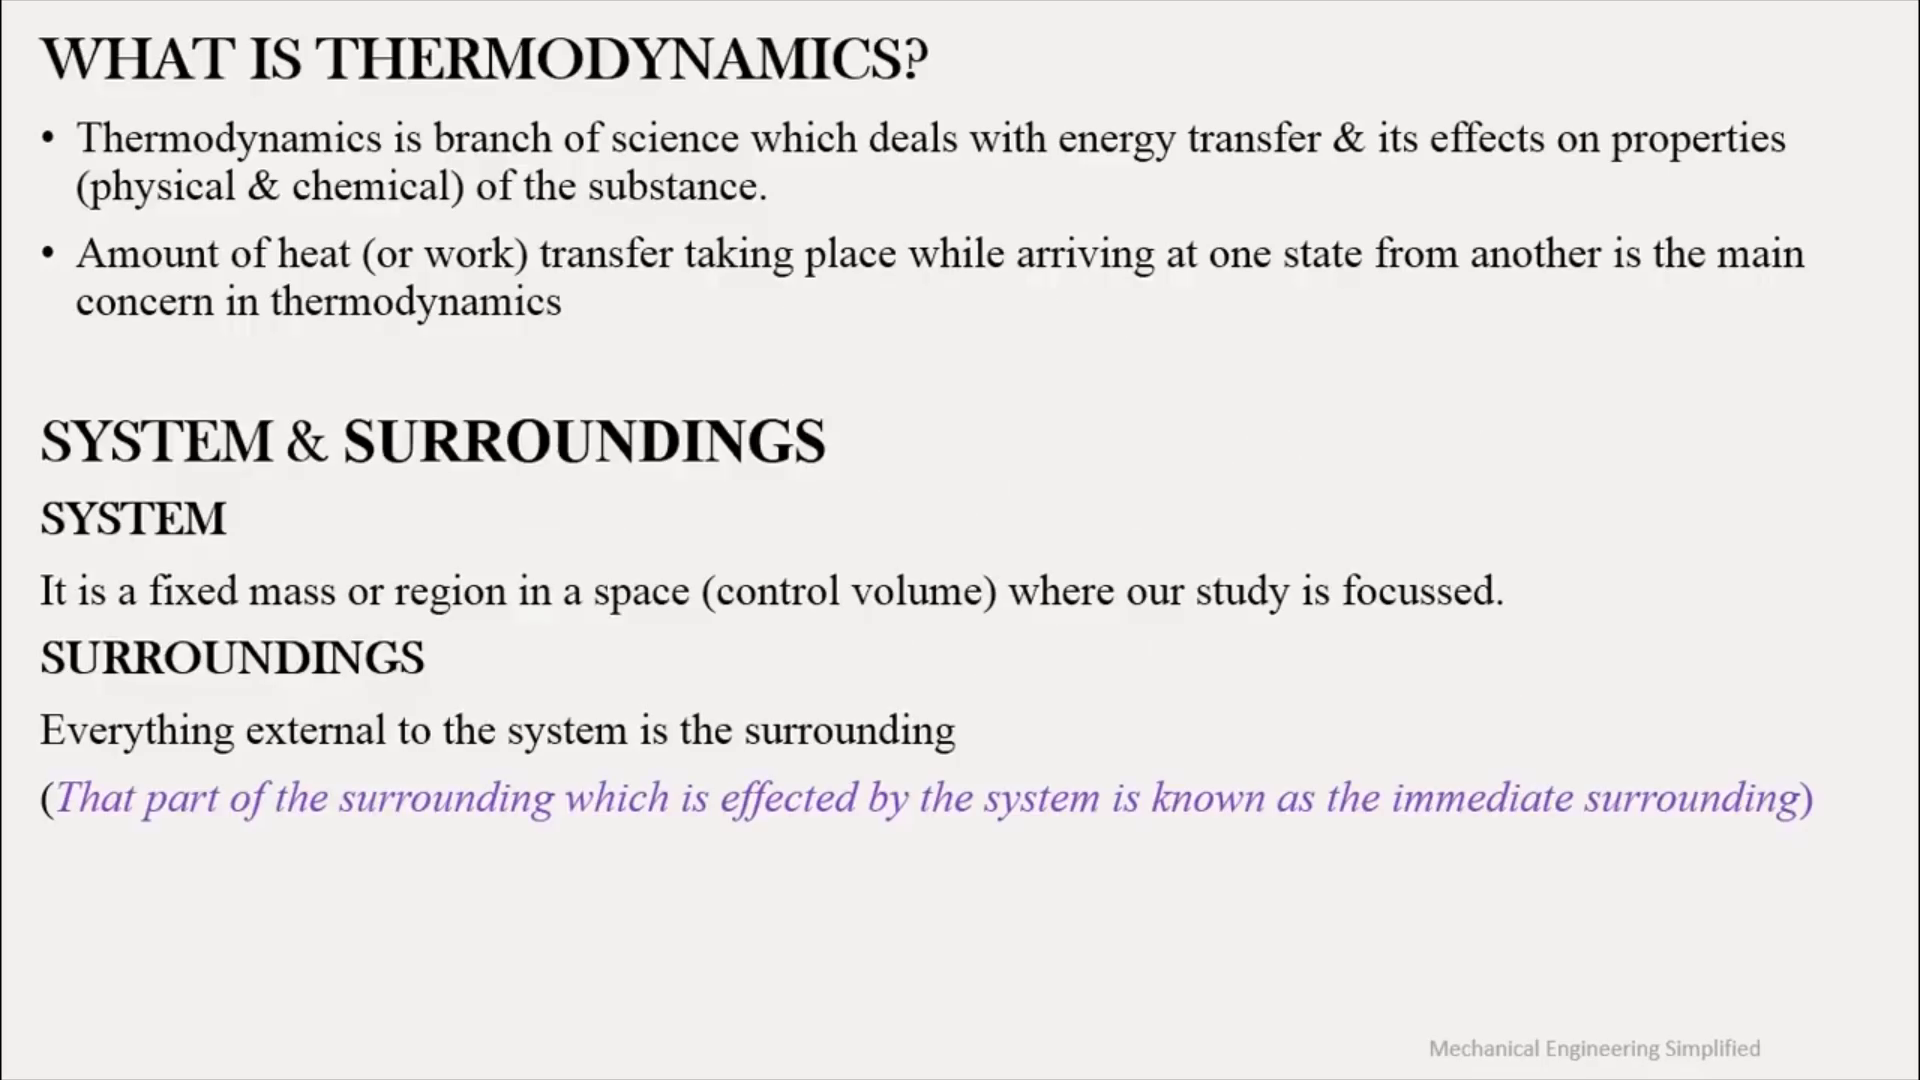 WHAT IS THERMODYNAMICS?
• Thermodynamics is branch of science which deals with energy transfer & its effects on properties
(physical & chemical) of the substance.
• Amount of heat (or work) transfer taking place while arriving at one state from another is the main
concern in thermodynamics
SYSTEM & SURROUNDINGS
SYSTEM
It is a fixed mass or region in a space (control volume) where our study is focussed.
SURROUNDINGS
Everything external to the system is the surrounding
(That part of the surrounding which is effected by the system is known as the immediate surrounding)
Mechanical Engineering Simplified